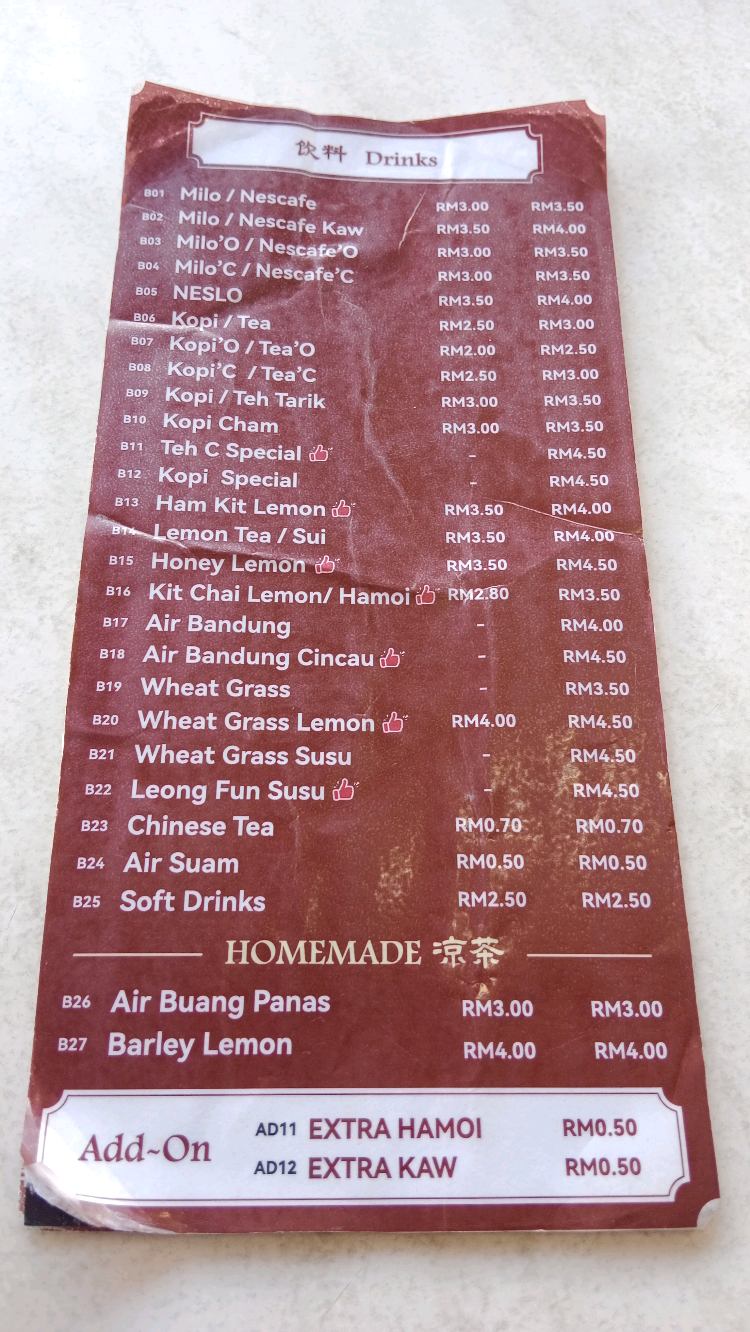 飲料 Drinks
B01 Milo / Nescafe RM3.00 RM3.50
B02 Milo / Nescafe Kaw RM3.50 RM4.00
B03 Milo'O / Nescafe'O RM3.00 RM3.50
B04 Milo'C / Nescafe'C RM3.00 RM3.50
B05 NESLO RM3.50 RM4.00
B06 Kopi / Tea RM2.50 RM3.00
B07 Kopi'O / Tea'O RM2.00 RM2.50
B08 Kopi'C / Tea'C RM2.50 RM3.00
B09 Kopi / Teh Tarik RM3.00 RM3.50
B10 Kopi Cham RM3.00 RM3.50
B11 Teh C Special - RM4.50
B12 Kopi Special - RM4.50
B13 Ham Kit Lemon RM3.50 RM4.00
B14 Lemon Tea / Sui RM3.50 RM4.00
B15 Honey Lemon RM3.50 RM4.50
B16 Kit Chai Lemon/ Hamoi RM2.80 RM3.50
B17 Air Bandung - RM4.00
B18 Air Bandung Cincau - RM4.50
B19 Wheat Grass - RM3.50
B20 Wheat Grass Lemon RM4.00 RM4.50
B21 Wheat Grass Susu - RM4.50
B22 Leong Fun Susu - RM4.50
B23 Chinese Tea RM0.70 RM0.70
B24 Air Suam RM0.50 RM0.50
B25 Soft Drinks RM2.50 RM2.50
HOMEMADE 凉茶
B26 Air Buang Panas RM3.00 RM3.00
B27 Barley Lemon RM4.00 RM4.00
Add~On
AD11 EXTRA HAMOI RM0.50
AD12 EXTRA KAW RM0.50